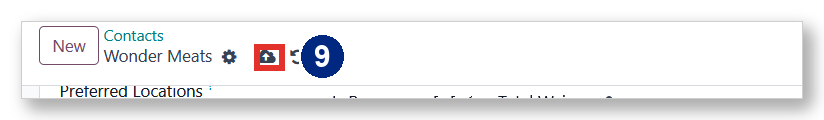 New
Contacts
Wonder Meats
9
Preferred Locations ?